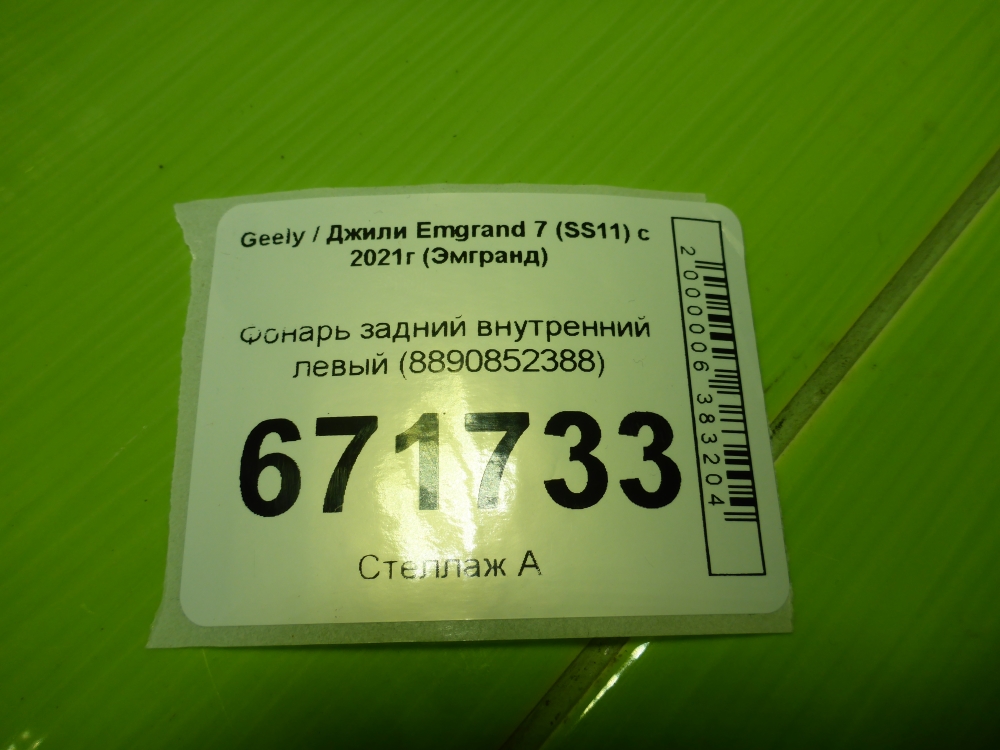 Geely / Джили Emgrand 7 (SS11) с
2021г (Эмгранд)
Фонарь задний внутренний
левый (8890852388)
671733
Стеллаж А
2000006383204